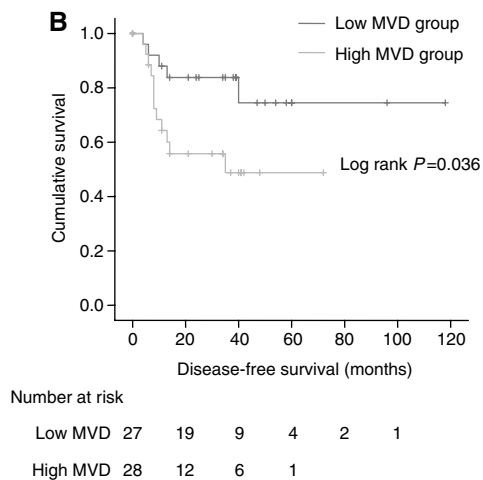 B
Low MVD group
High MVD group
1.0
0.8
0.6
0.4
0.2
0.0
Cumulative survival
Log rank P=0.036
0 20 40 60 80 100 120
Disease-free survival (months)
Number at risk
Low MVD 27 19 9 4 2 1
High MVD 28 12 6 1